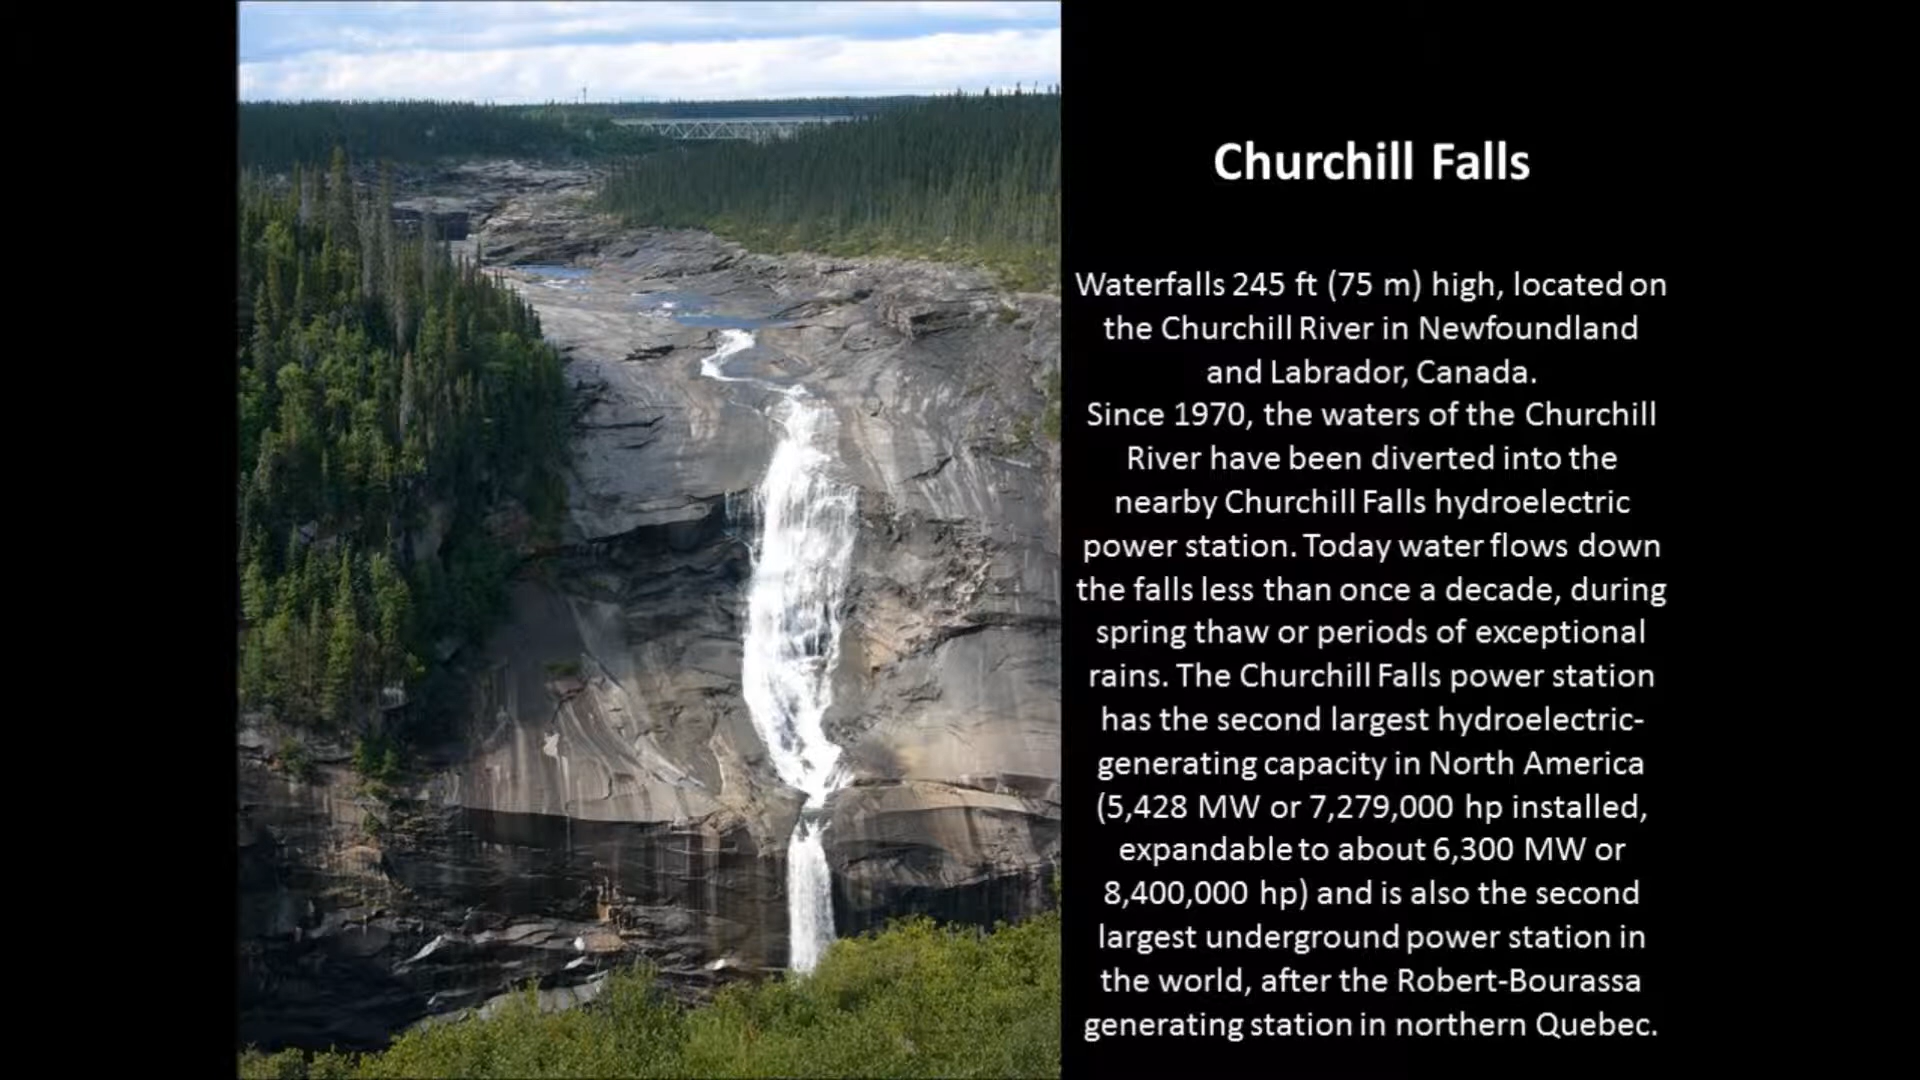 Churchill Falls
Waterfalls 245 ft (75 m) high, located on
the Churchill River in Newfoundland
and Labrador, Canada.
Since 1970, the waters of the Churchill
River have been diverted into the
nearby Churchill Falls hydroelectric
power station. Today water flows down
the falls less than once a decade, during
spring thaw or periods of exceptional
rains. The Churchill Falls power station
has the second largest hydroelectric-
generating capacity in North America
(5,428 MW or 7,279,000 hp installed,
expandable to about 6,300 MW or
8,400,000 hp) and is also the second
largest underground power station in
the world, after the Robert-Bourassa
generating station in northern Quebec.